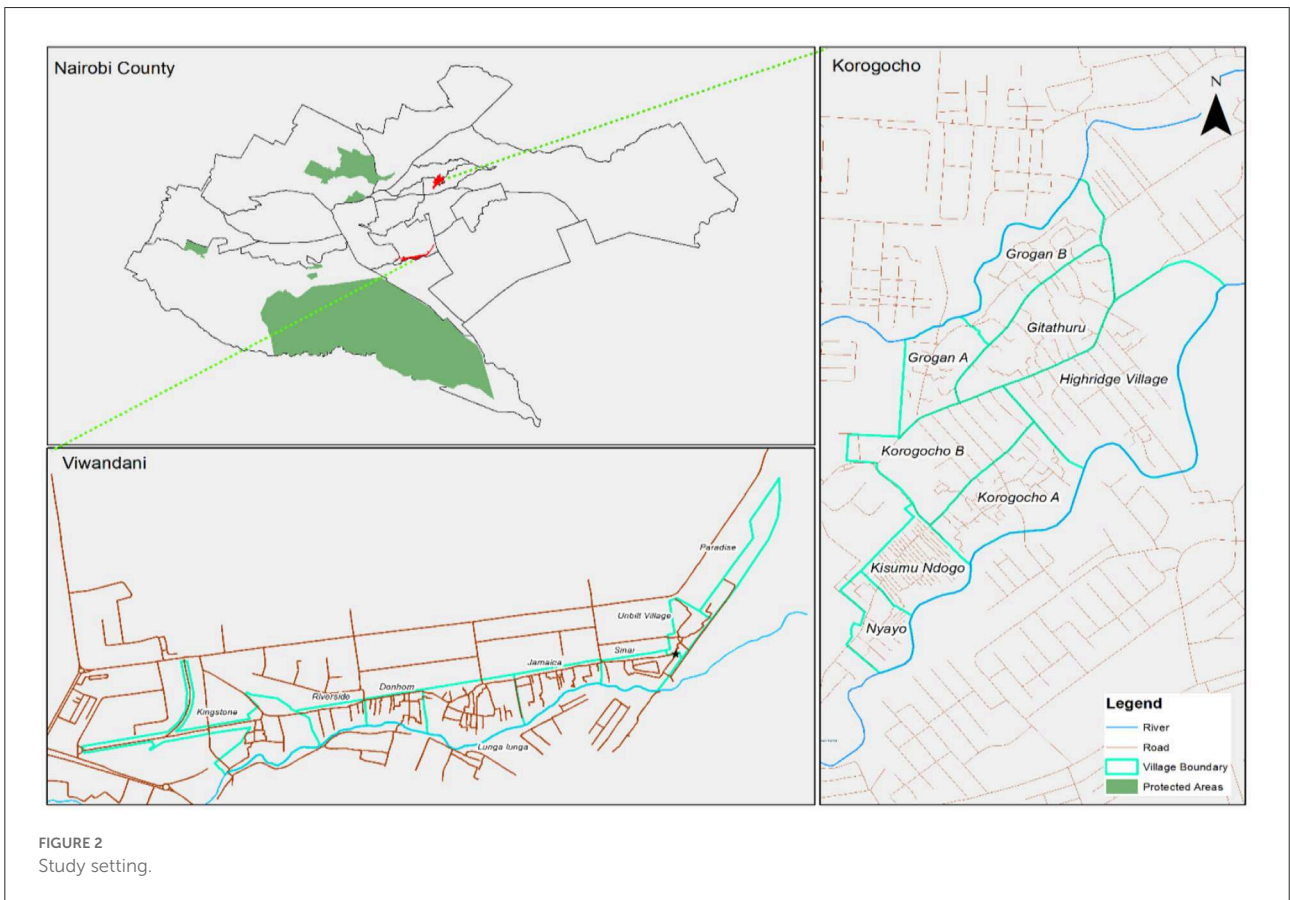 Nairobi County
Korogocho
N
Grogan B
Gitathuru
Grogan A
Highridge Village
Korogocho B
Korogocho A
Kisumu Ndogo
Nyayo
Legend
River
Road
Village Boundary
Protected Areas
Viwandani
Paradise
Unbilt Village
Sinai
Jamaica
Donhom
Riverside
Kingstone
Lunga lunga
FIGURE 2
Study setting.